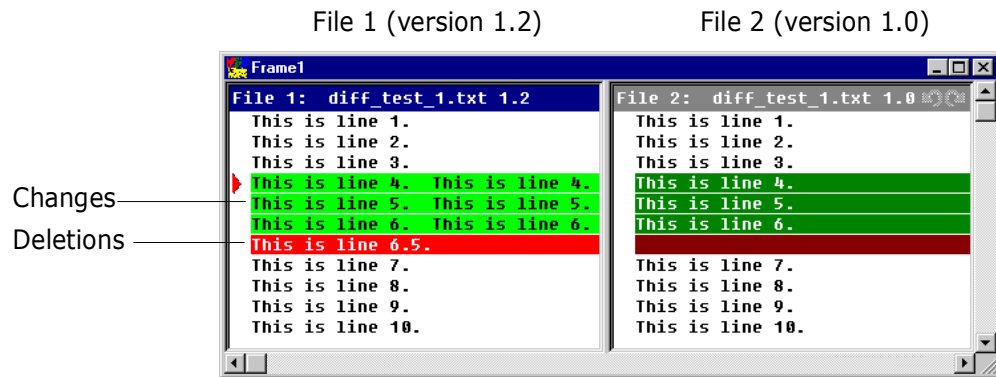 File 1 (version 1.2)
File 2 (version 1.0)
Frame1
File 1:  diff_test_1.txt 1.2
This is line 1.
This is line 2.
This is line 3.
This is line 4.  This is line 4.
This is line 5.  This is line 5.
This is line 6.  This is line 6.
This is line 6.5.
This is line 7.
This is line 8.
This is line 9.
This is line 10.
File 2:  diff_test_1.txt 1.0
This is line 1.
This is line 2.
This is line 3.
This is line 4.
This is line 5.
This is line 6.
This is line 7.
This is line 8.
This is line 9.
This is line 10.
Changes
Deletions